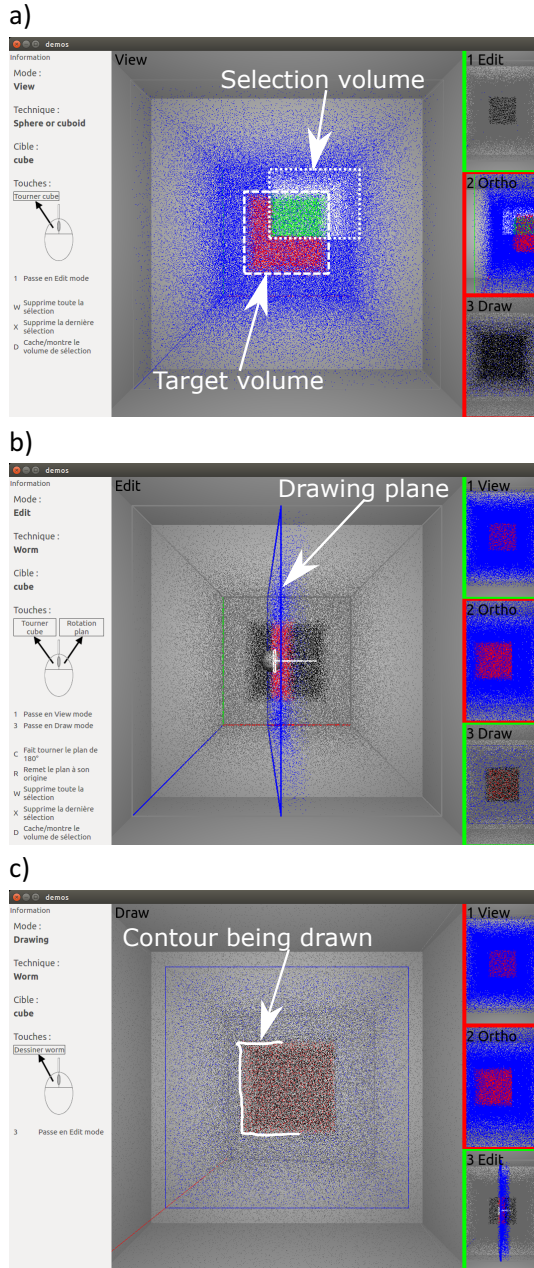 a)
demos
Information
Mode :
View
Technique :
Sphere or cuboid
Cible :
cube
Touches :
Tourner cube
1 Passe en Edit mode
W Supprime toute la
sélection
X Supprime la dernière
sélection
D Cache/montre le
volume de sélection
View
Selection volume
Target volume
1 Edit
2 Ortho
3 Draw
b)
demos
Information
Mode :
Edit
Technique :
Worm
Cible :
cube
Touches :
Tourner
cube
Rotation
plan
1 Passe en View mode
3 Passe en Draw mode
C Fait tourner le plan de
180°
R Remet le plan à son
origine
W Supprime toute la
sélection
X Supprime la dernière
sélection
D Cache/montre le
volume de sélection
Edit
Drawing plane
1 View
2 Ortho
3 Draw
c)
demos
Information
Mode :
Drawing
Technique :
Worm
Cible :
cube
Touches :
Dessiner worm
3 Passe en Edit mode
Draw
Contour being drawn
1 View
2 Ortho
3 Edit